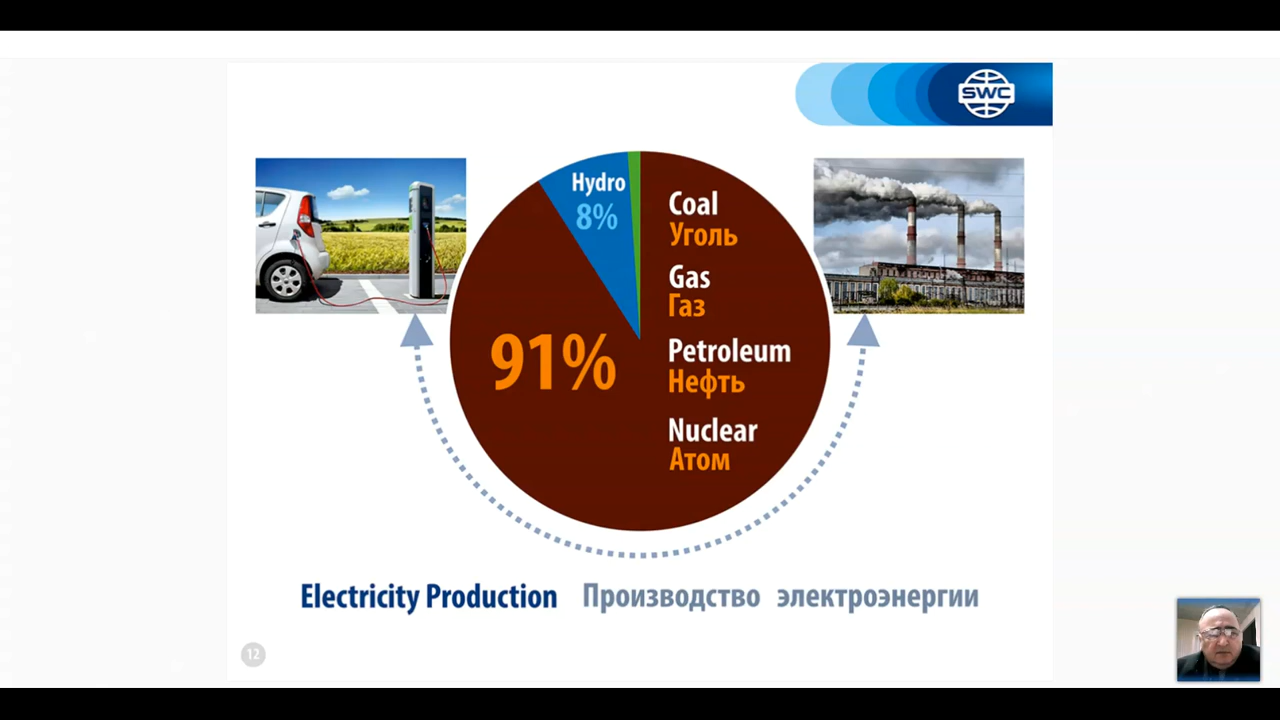 SWC
Hydro
8%
91%
Coal
Уголь
Gas
Газ
Petroleum
Нефть
Nuclear
Атом
Electricity Production Производство электроэнергии
12